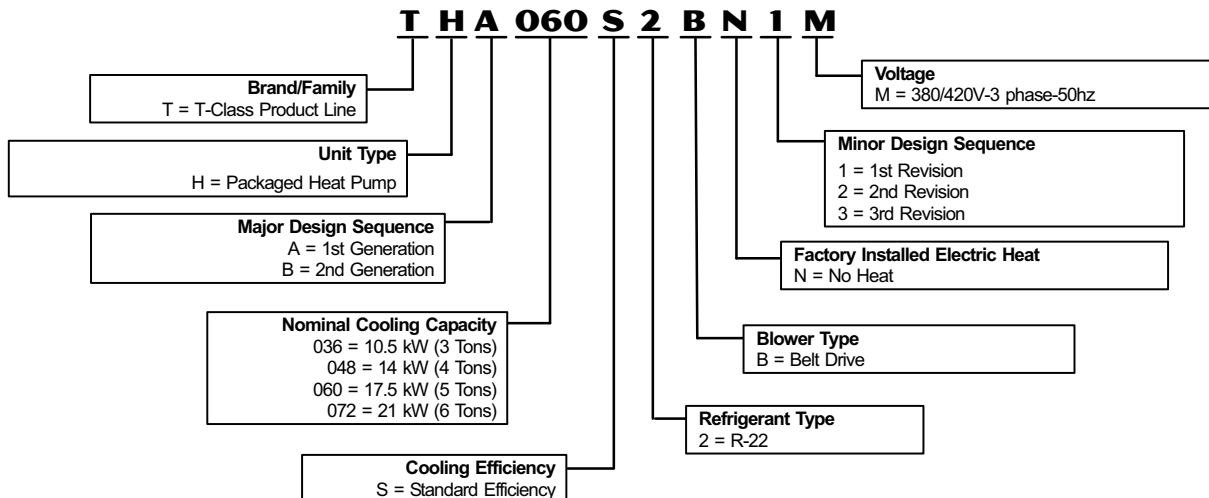 T H A 060 S 2 B N 1 M
Brand/Family
T = T-Class Product Line
Unit Type
H = Packaged Heat Pump
Major Design Sequence
A = 1st Generation
B = 2nd Generation
Nominal Cooling Capacity
036 = 10.5 kW (3 Tons)
048 = 14 kW (4 Tons)
060 = 17.5 kW (5 Tons)
072 = 21 kW (6 Tons)
Cooling Efficiency
S = Standard Efficiency
Voltage
M = 380/420V-3 phase-50hz
Minor Design Sequence
1 = 1st Revision
2 = 2nd Revision
3 = 3rd Revision
Factory Installed Electric Heat
N = No Heat
Blower Type
B = Belt Drive
Refrigerant Type
2 = R-22